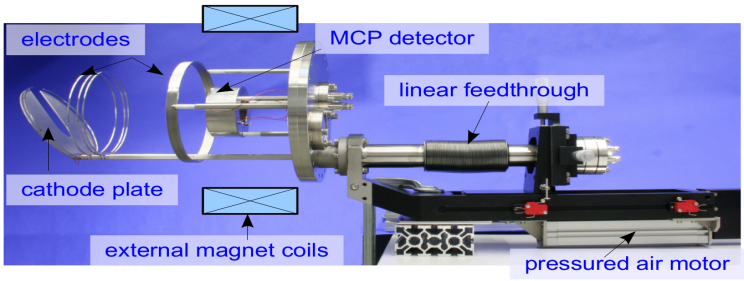 electrodes
MCP detector
linear feedthrough
cathode plate
external magnet coils
pressured air motor